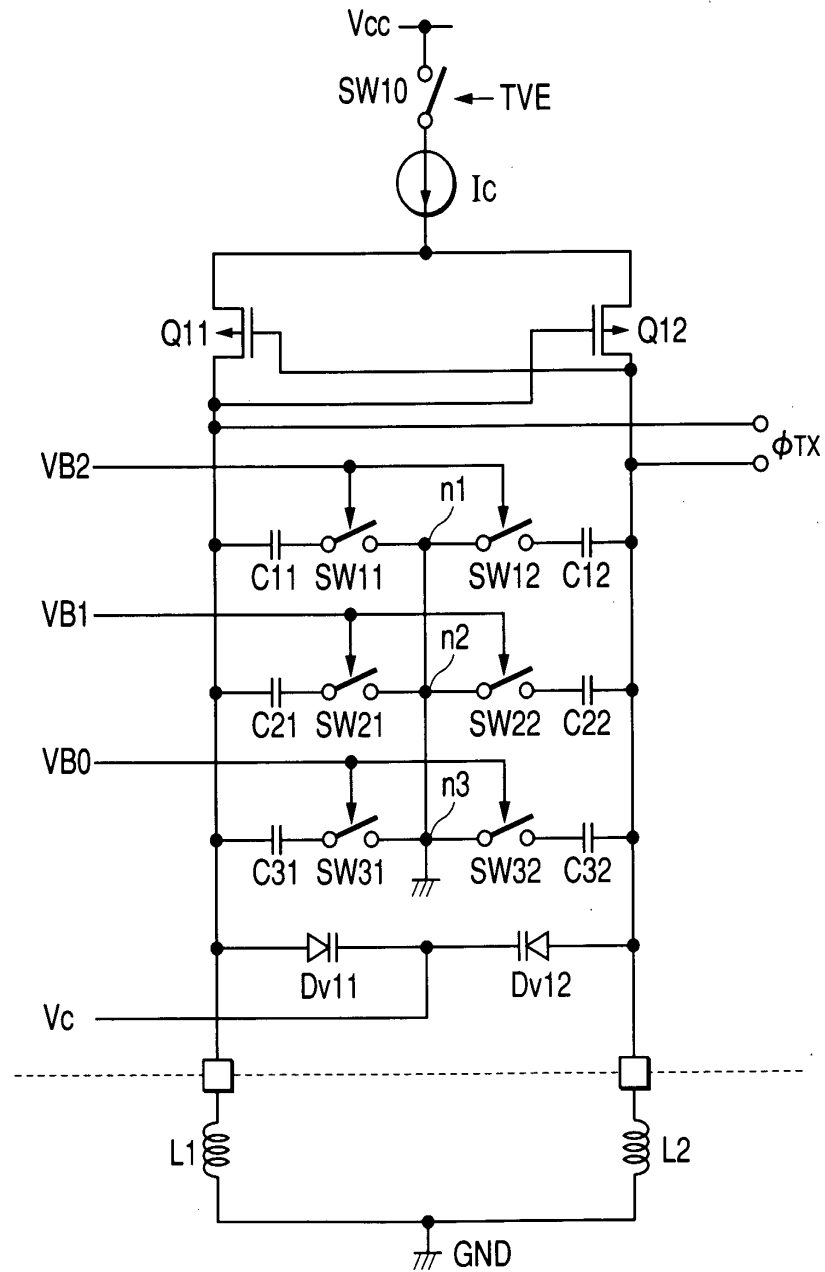 Vcc
SW10
TVE
Ic
Q11
Q12
ϕTX
VB2
n1
C11
SW11
SW12
C12
VB1
n2
C21
SW21
SW22
C22
VB0
n3
C31
SW31
SW32
C32
Dv11
Dv12
Vc
L1
L2
GND